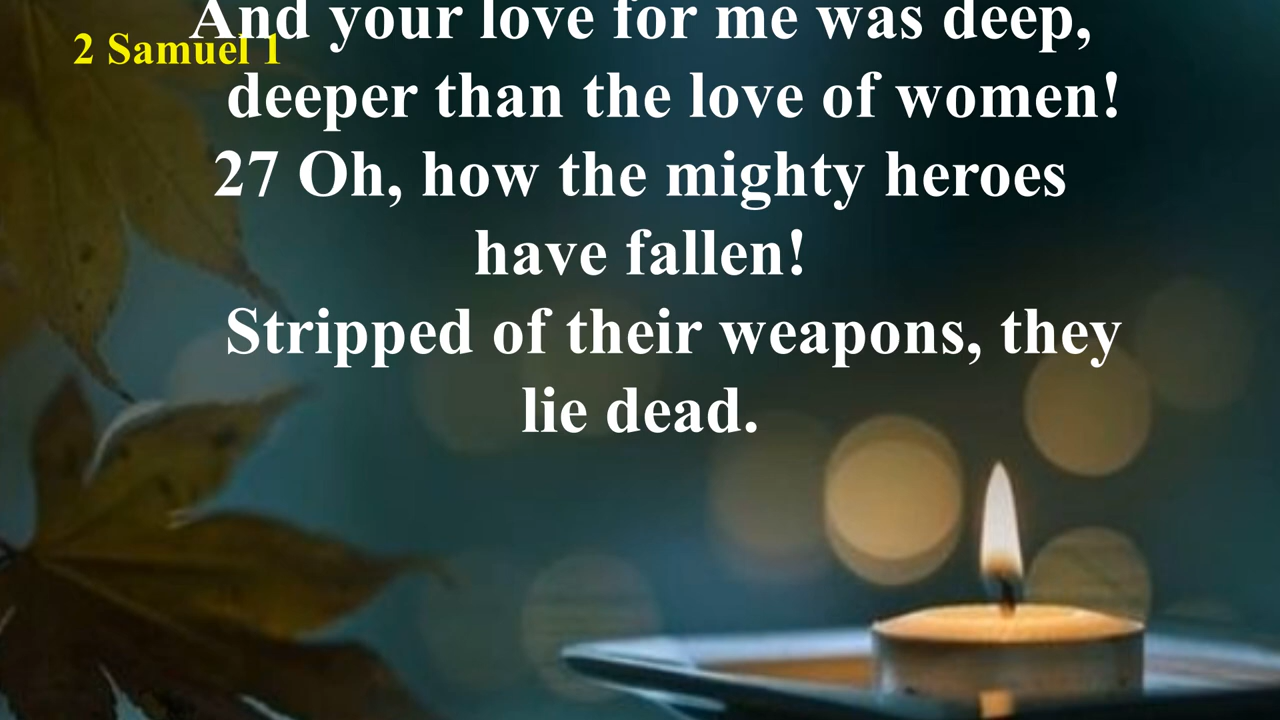 And your love for me was deep,
2 Samuel 1
deeper than the love of women!
27 Oh, how the mighty heroes
have fallen!
Stripped of their weapons, they
lie dead.